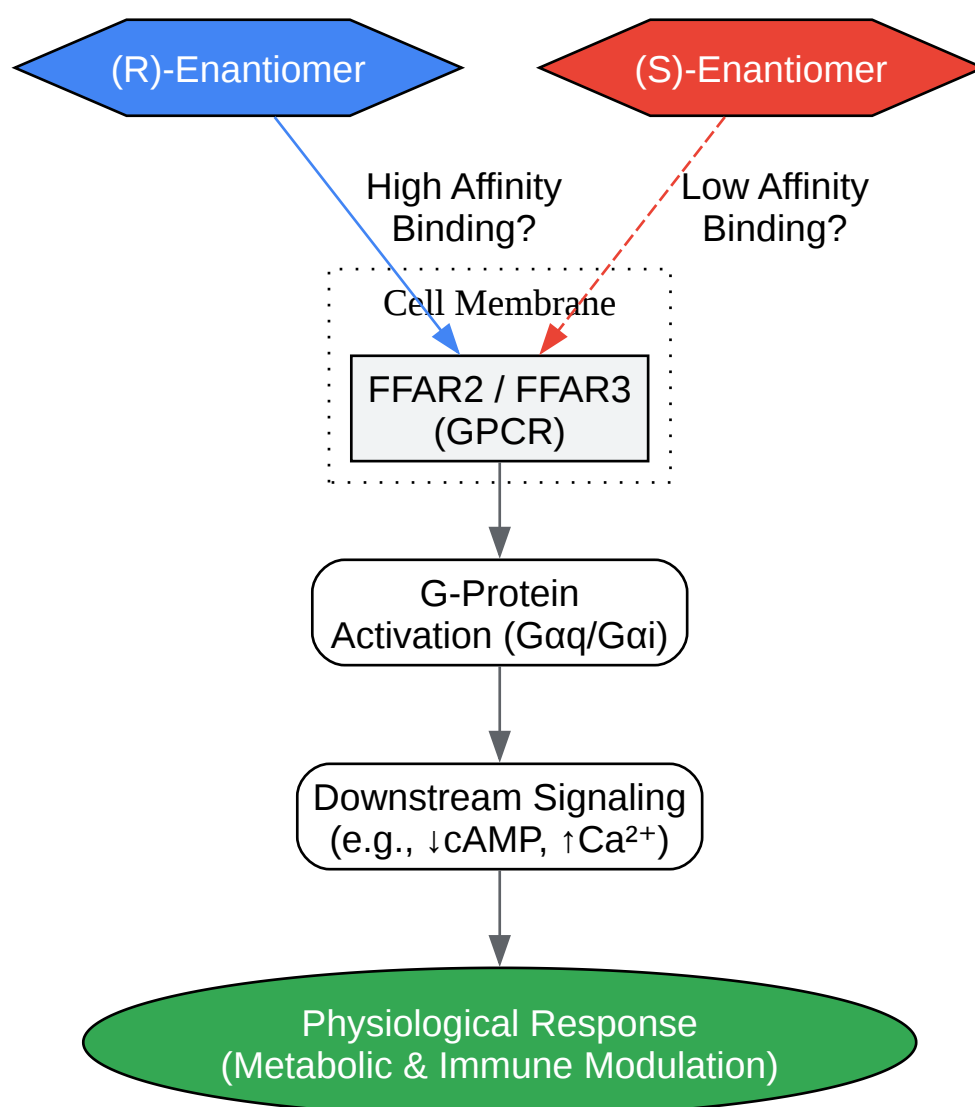 (R)-Enantiomer
(S)-Enantiomer
High Affinity
Binding?
Low Affinity
Binding?
Cell Membrane
FFAR2 / FFAR3
(GPCR)
G-Protein
Activation (Gαq/Gαi)
Downstream Signaling
(e.g., ↓cAMP, ↑Ca²⁺)
Physiological Response
(Metabolic & Immune Modulation)